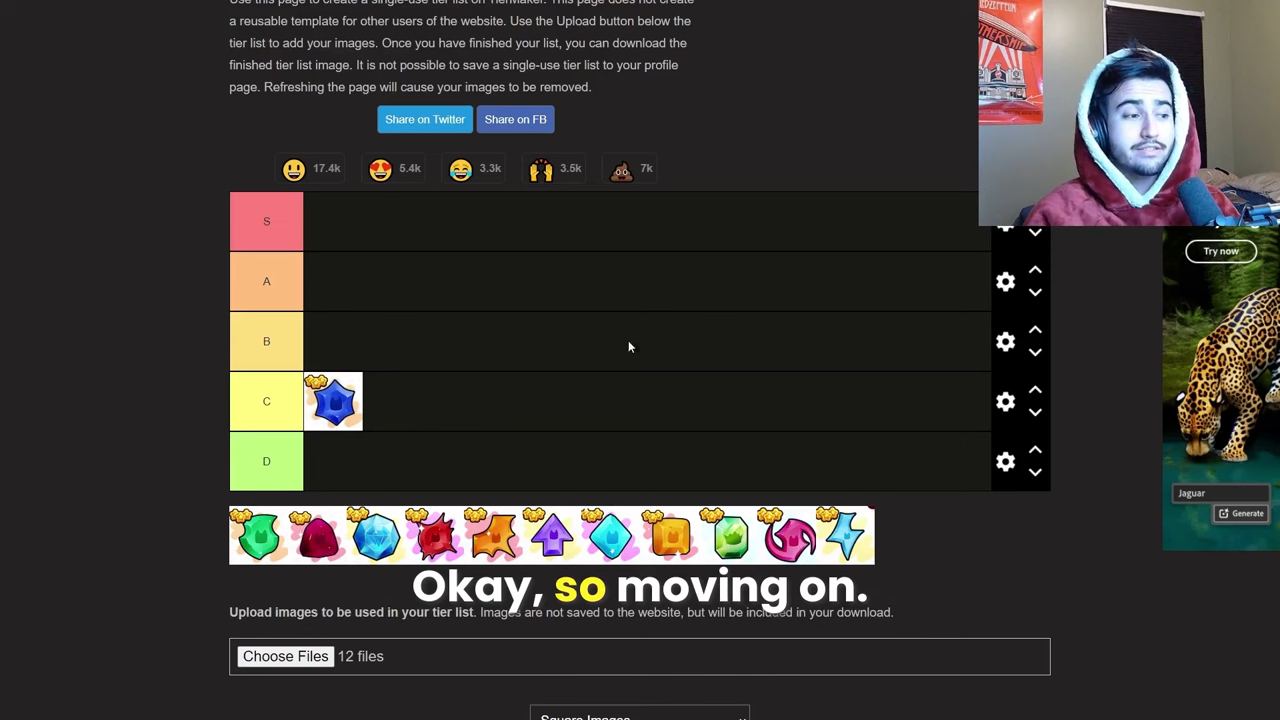 Use this page to create a single-use tier list on TierMaker. This page does not create
a reusable template for other users of the website. Use the Upload button below the
tier list to add your images. Once you have finished your list, you can download the
finished tier list image. It is not possible to save a single-use tier list to your profile
page. Refreshing the page will cause your images to be removed.
Share on Twitter
Share on FB
17.4k
5.4k
3.3k
3.5k
7k
LED ZEPPELIN
MOTHERSHIP
Try now
S
A
B
C
D
Jaguar
Generate
Okay, so moving on.
Upload images to be used in your tier list. Images are not saved to the website, but will be included in your download.
Choose Files 12 files
Square Images